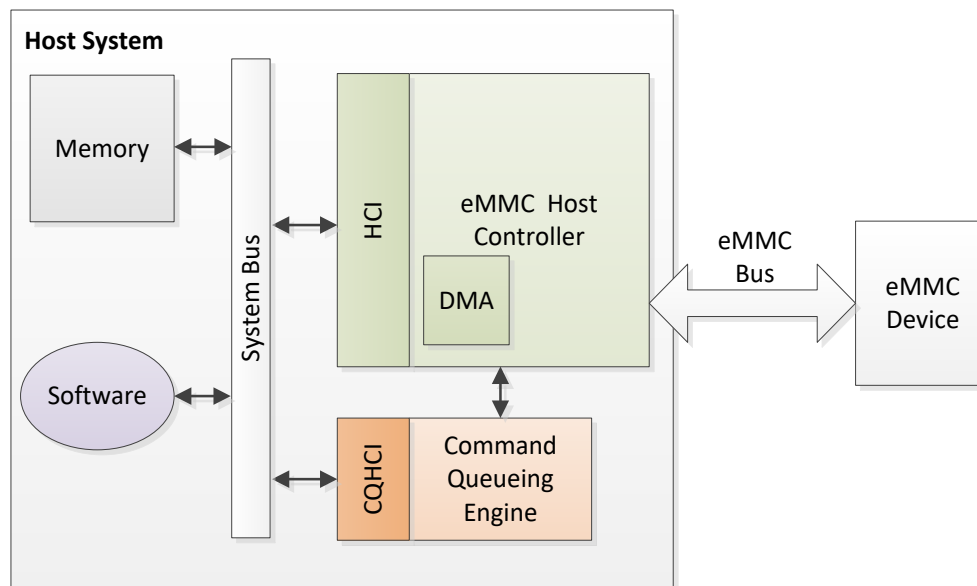 Host System
Memory
Software
System Bus
HCI
eMMC Host
Controller
DMA
CQHCI
Command
Queueing
Engine
eMMC
Bus
eMMC
Device